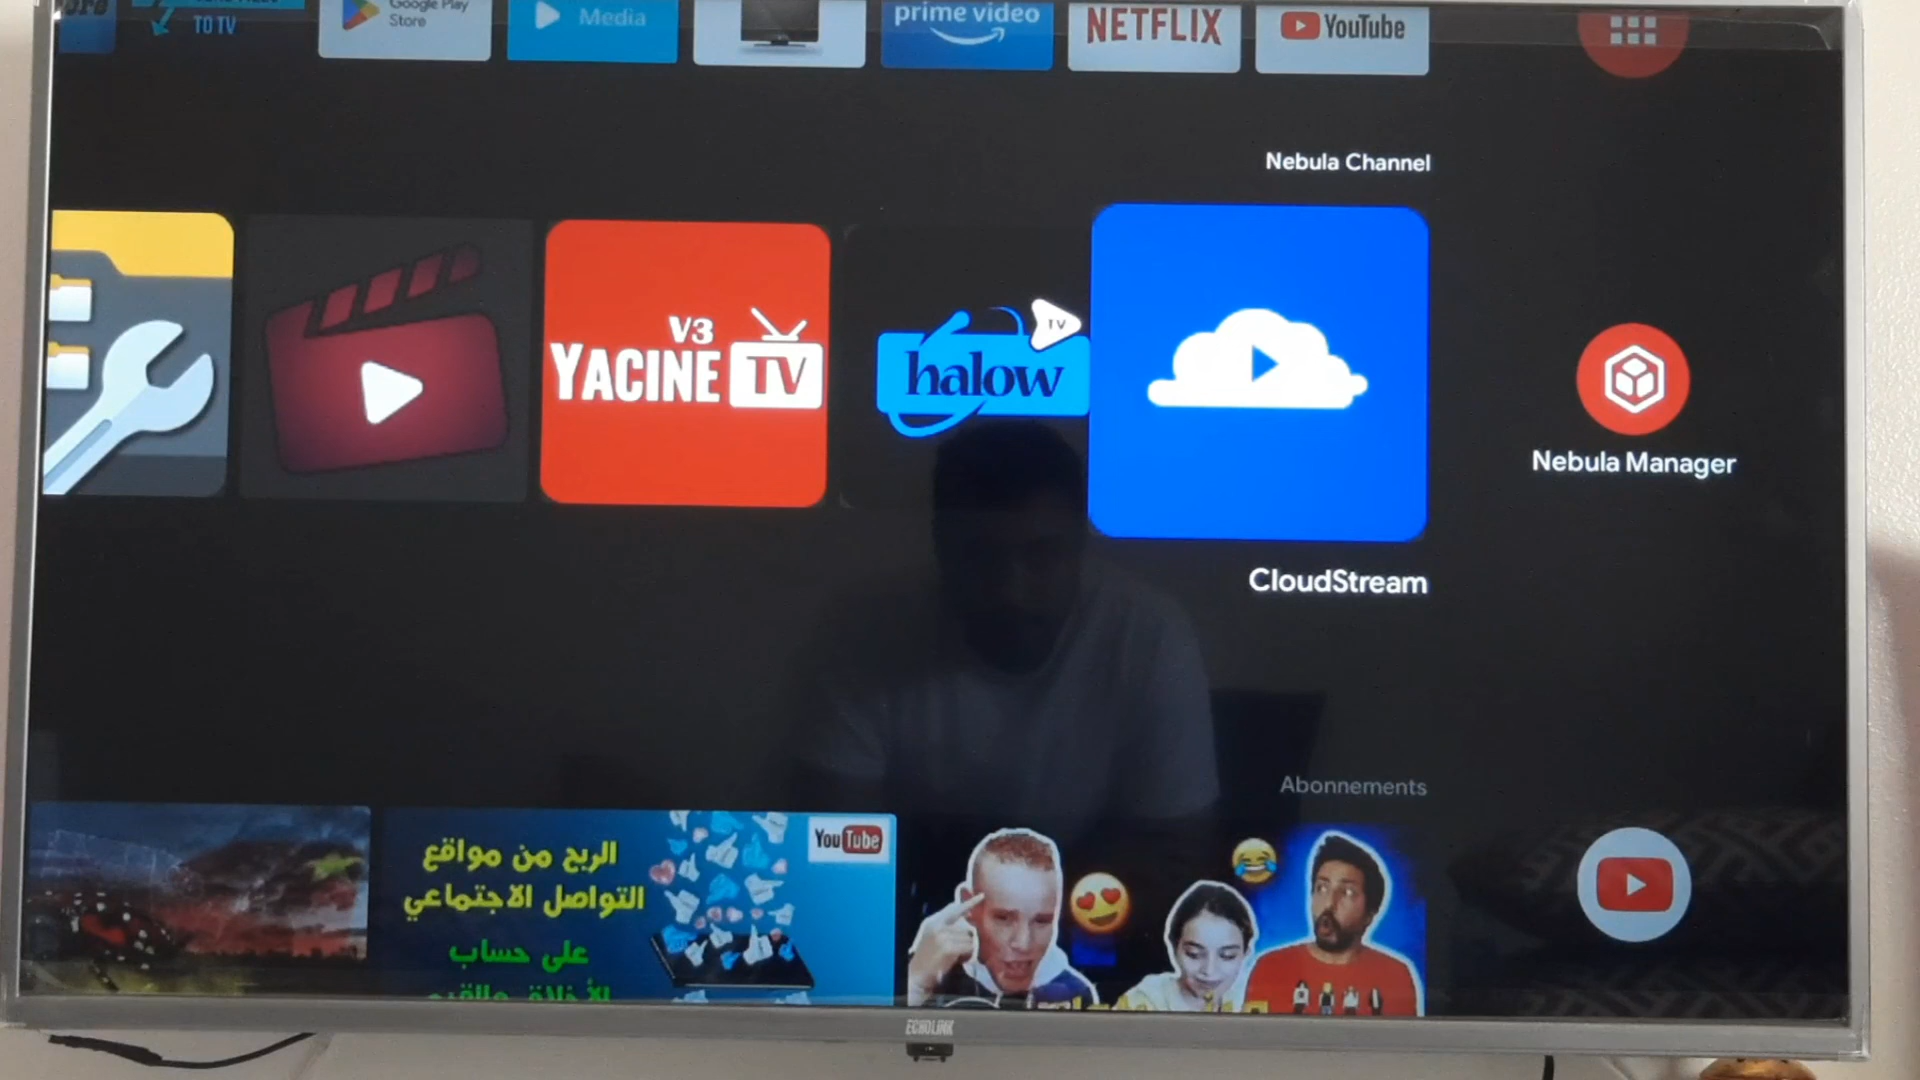 TO TV
Google Play
Store
Media
prime video
NETFLIX
YouTube
Nebula Channel
V3
YACINE TV
halow
TV
CloudStream
Nebula Manager
Abonnements
الربح من مواقع
التواصل الاجتماعي
على حساب
YouTube
ECHOLINK